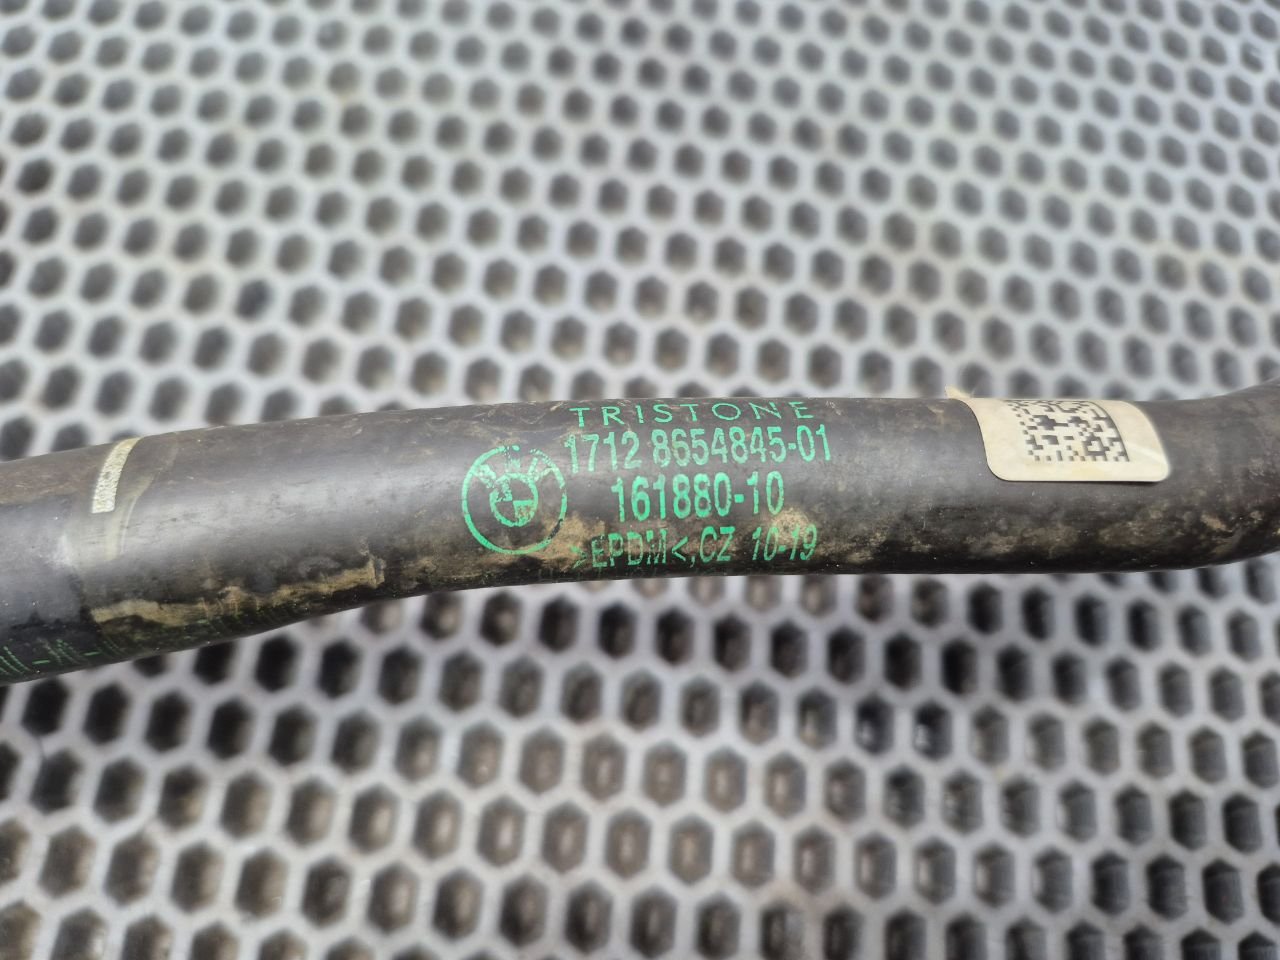 TRISTONE
1712 8654845-01
161880-10
>EPDM<,CZ 10-19